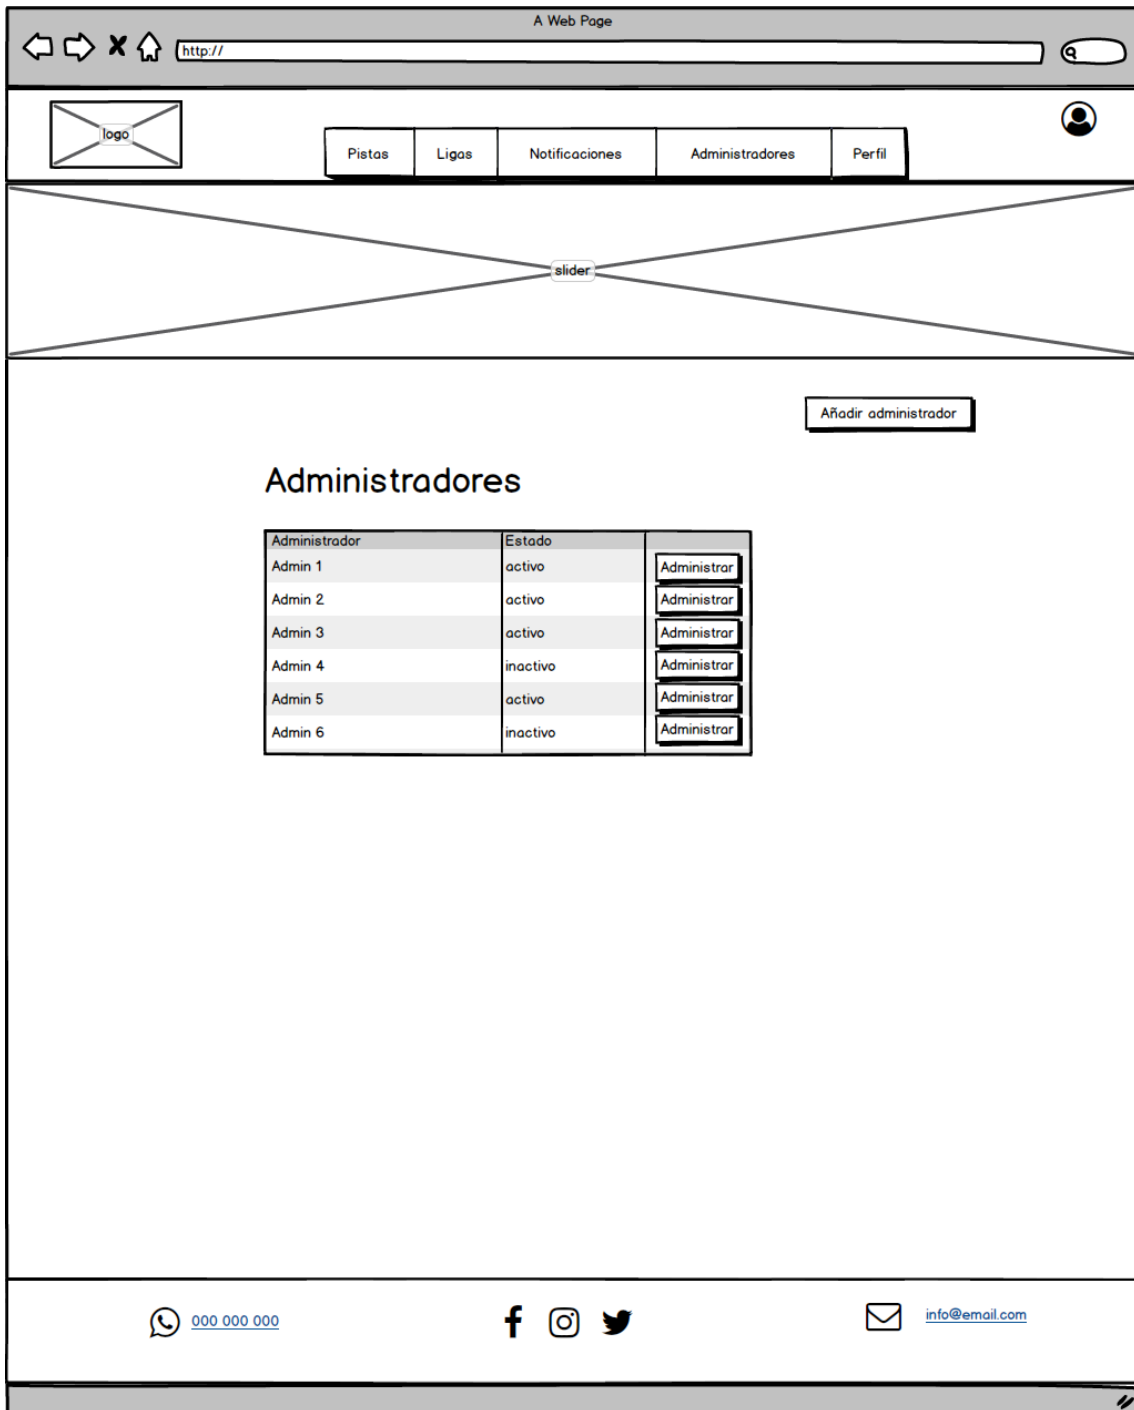 A Web Page
http://
logo
Pistas Ligas Notificaciones Administradores Perfil
slider
Añadir administrador
Administradores
Administrador Estado
Admin 1 activo Administrar
Admin 2 activo Administrar
Admin 3 activo Administrar
Admin 4 inactivo Administrar
Admin 5 activo Administrar
Admin 6 inactivo Administrar
000 000 000 info@email.com